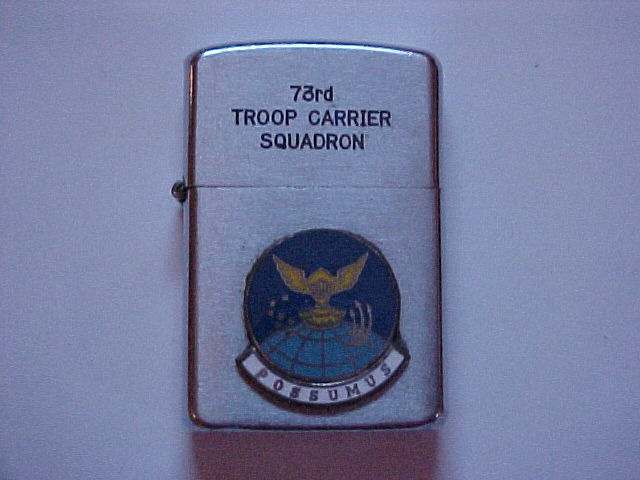 73rd
TROOP CARRIER
SQUADRON
POSSUMUS